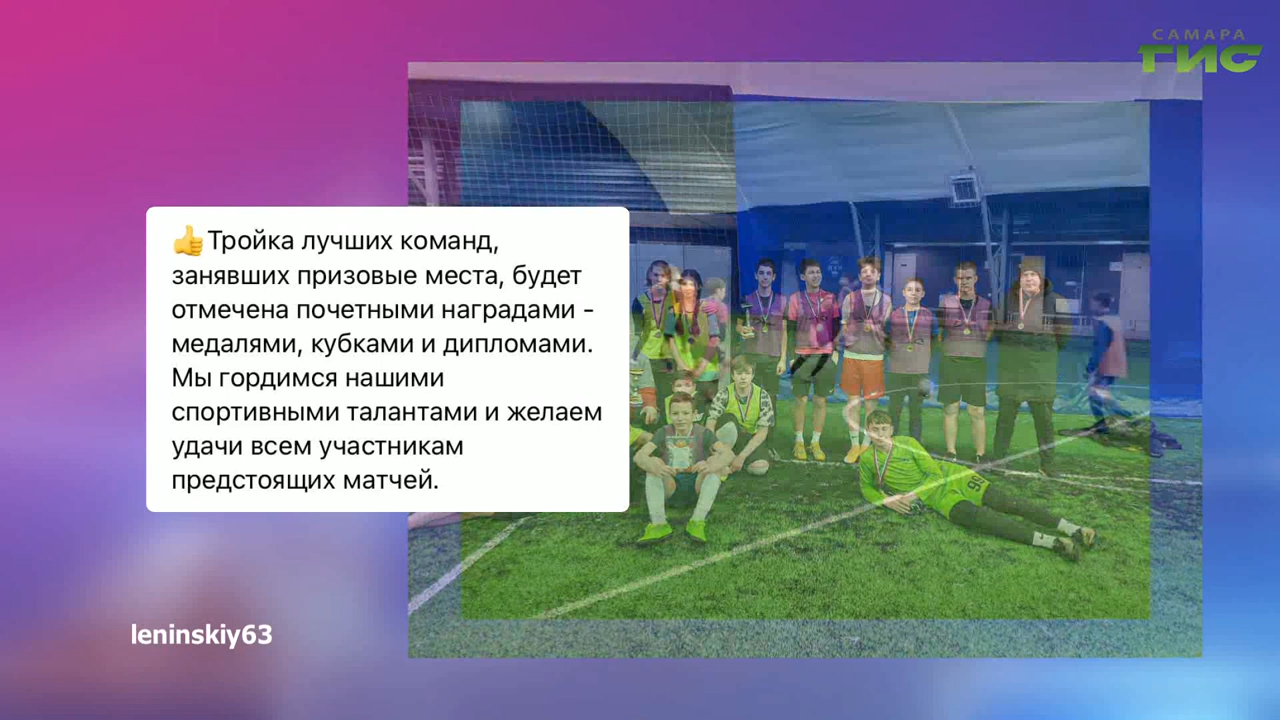 САМАРА
ГИС
👍Тройка лучших команд,
занявших призовые места, будет
отмечена почетными наградами -
медалями, кубками и дипломами.
Мы гордимся нашими
спортивными талантами и желаем
удачи всем участникам
предстоящих матчей.
99
leninskiy63